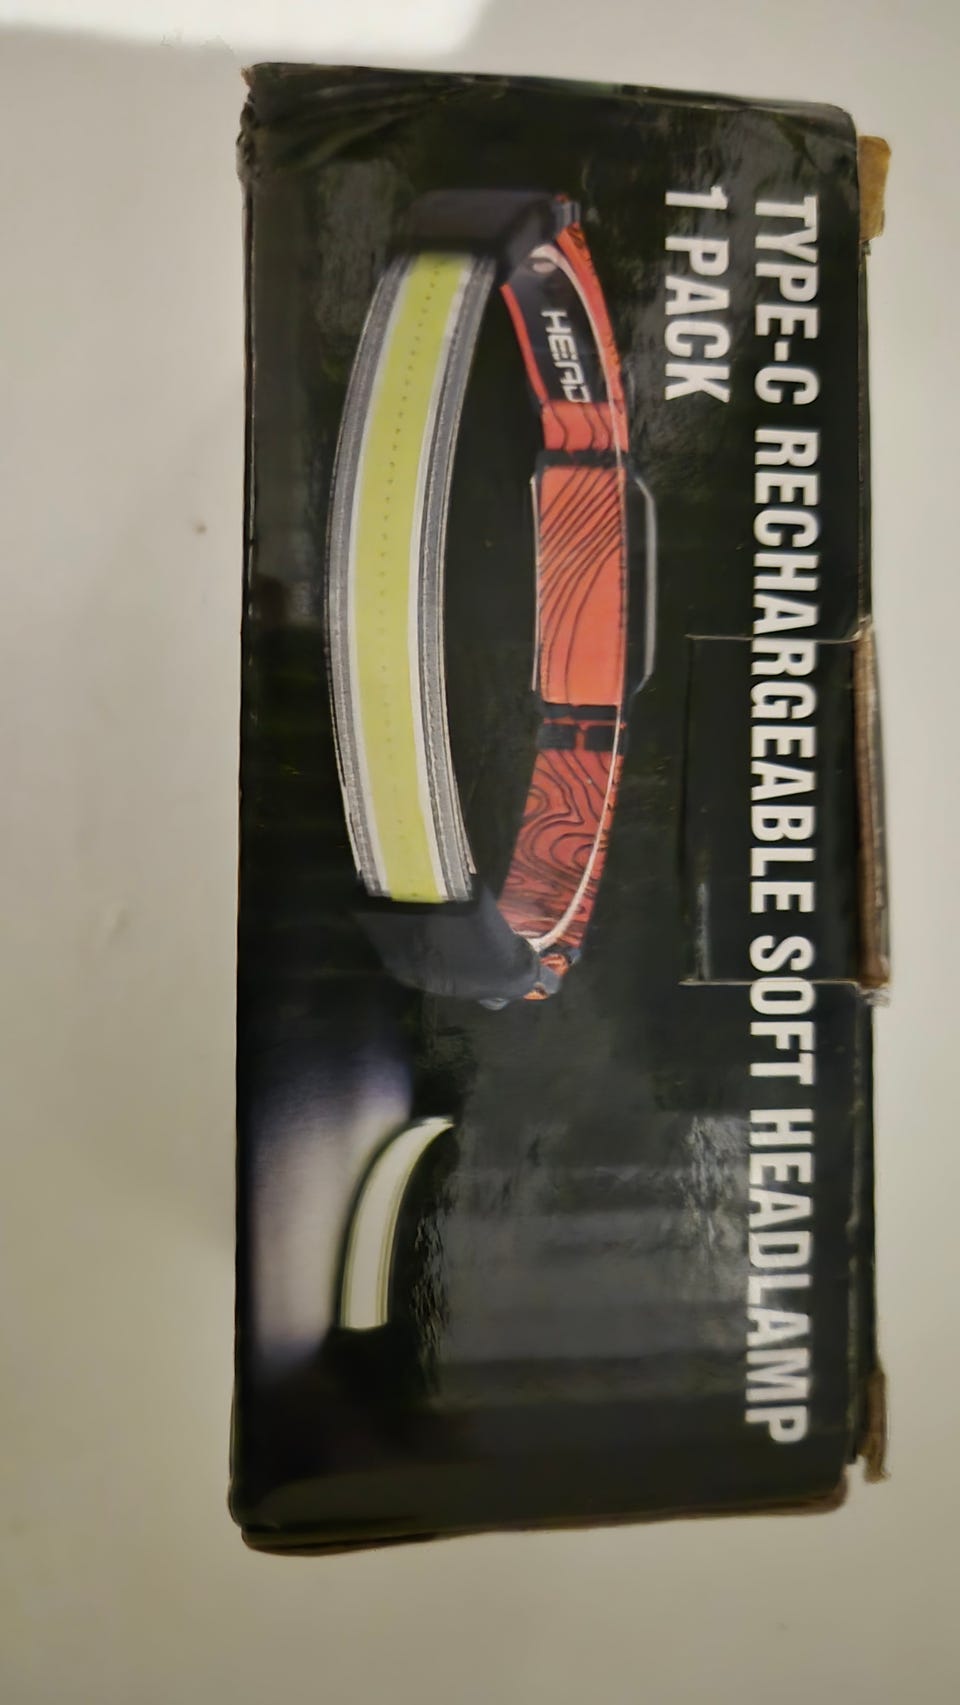 TYPE-C RECHARGEABLE SOFT HEADLAMP
1 PACK
HEAD